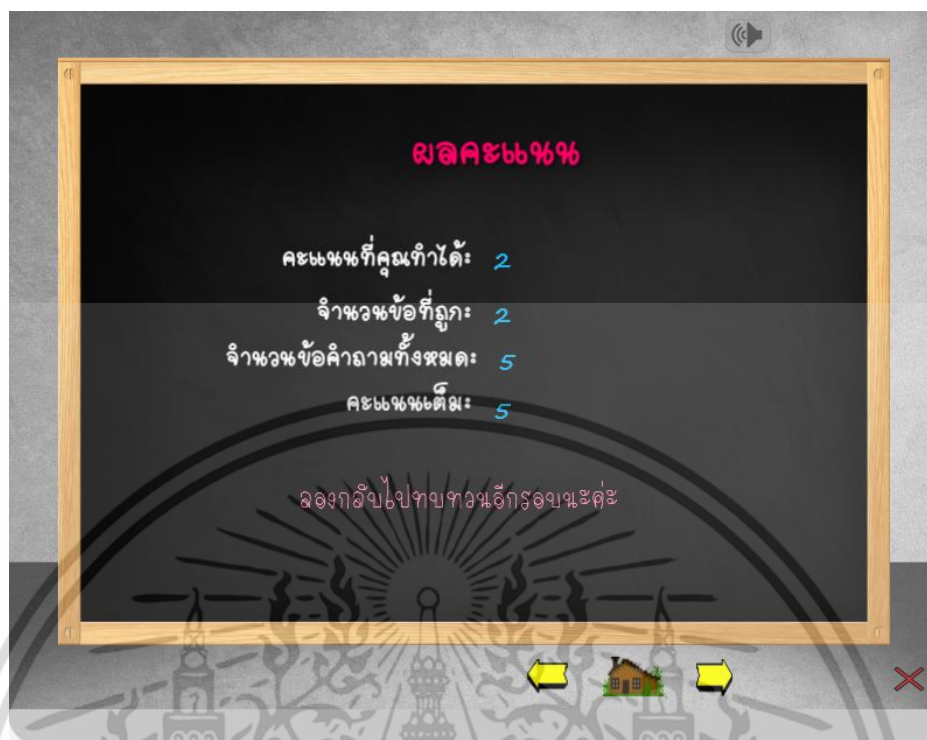 ผลคะแนน
คะแนนที่คุณทำได้: 2
จำนวนข้อที่ถูก: 2
จำนวนข้อคำถามทั้งหมด: 5
คะแนนเต็ม: 5
ลองกลับไปทบทวนอีกรอบนะค่ะ